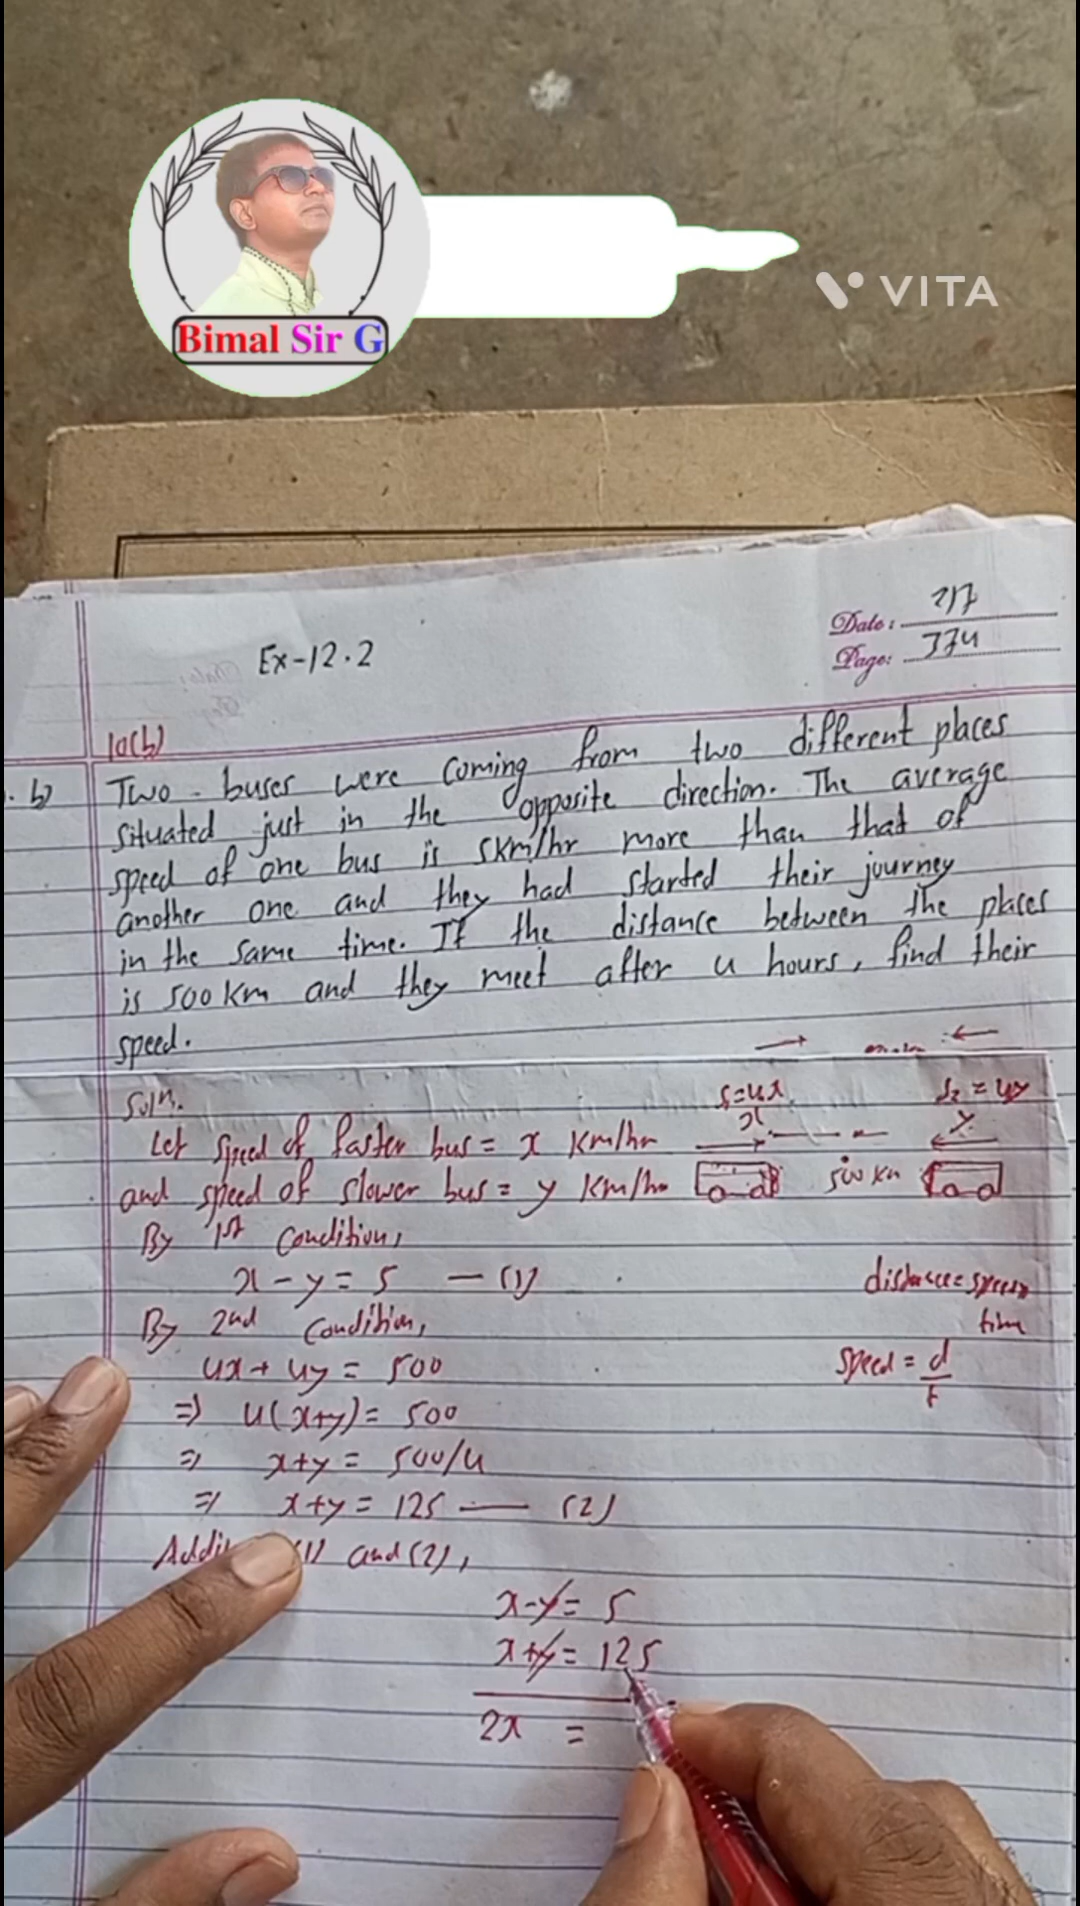 Bimal Sir G
VITA
Date: 217
Page: 374
Ex-12.2
10(b)
b) Two buses were coming from two different places
situated just in the opposite direction. The average
speed of one bus is 5km/hr more than that of
another one and they had started their journey
in the same time. If the distance between the places
is 500 km and they meet after 4 hours, find their
speed.
Soln.
S1=4x S2=4y
x y
Let speed of faster bus = x km/hr
500 km
and speed of slower bus = y km/hr
By 1st condition,
x-y = 5 — (1)
distance = speed×
time
By 2nd condition,
4x + 4y = 500
speed = d/t
⇒ 4(x+y) = 500
⇒ x+y = 500/4
⇒ x+y = 125 — (2)
(1) and (2),
x-y = 5
x+y = 125
2x =